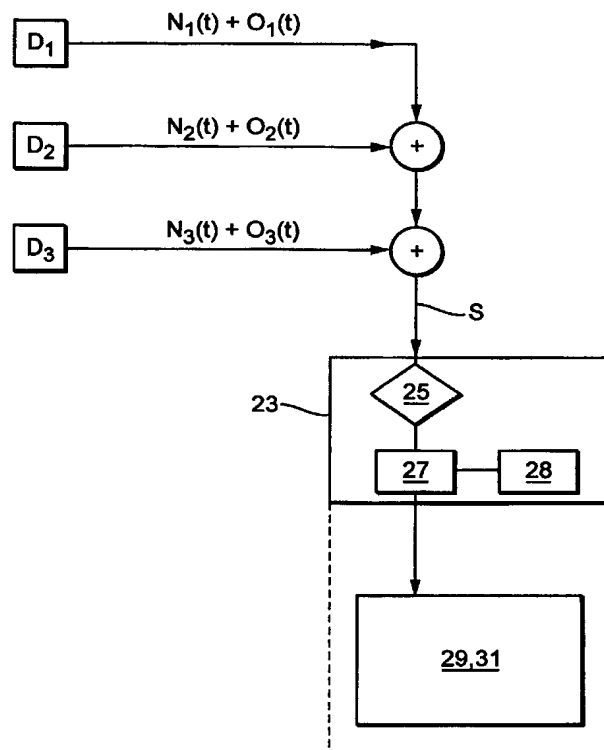 N₁(t) + O₁(t)
D₁
N₂(t) + O₂(t)
D₂
+
N₃(t) + O₃(t)
D₃
+
S
25
23
27
28
29,31